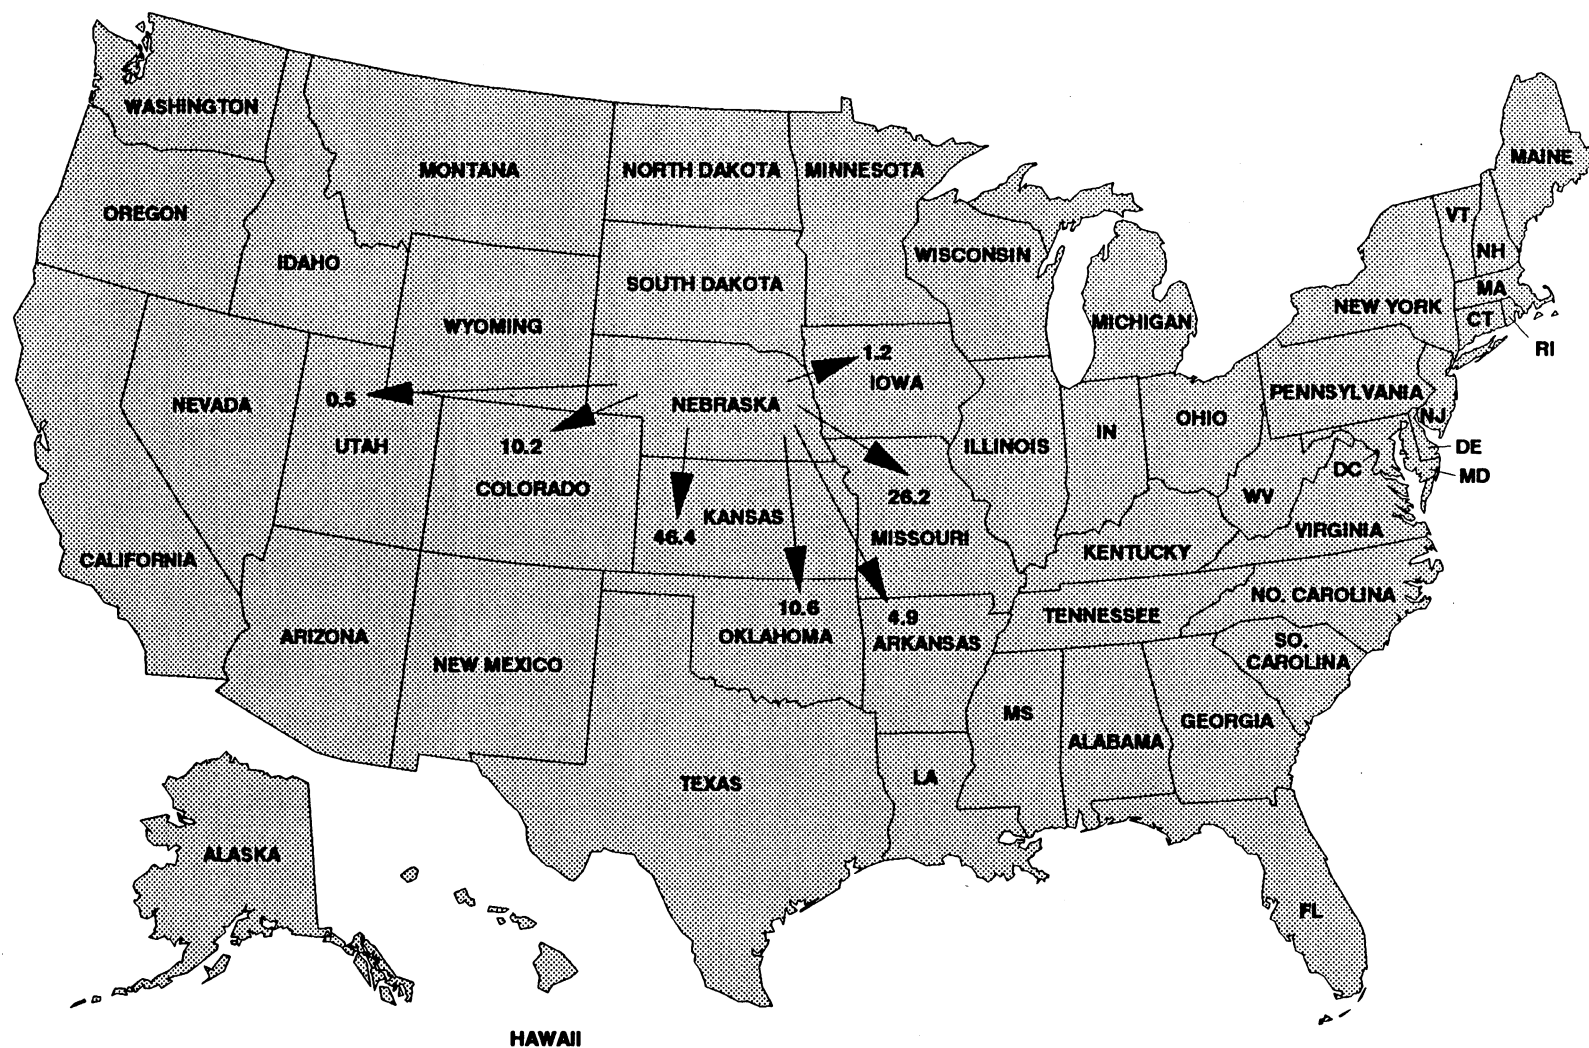 WASHINGTON
MAINE
MONTANA
NORTH DAKOTA
MINNESOTA
OREGON
VT
NH
IDAHO
WISCONSIN
SOUTH DAKOTA
MA
NEW YORK
CT
WYOMING
MICHIGAN
RI
1.2
IOWA
0.5
NEVADA
NEBRASKA
PENNSYLVANIA
OHIO
NJ
IN
UTAH
10.2
ILLINOIS
DE
DC
MD
COLORADO
26.2
WV
46.4
KANSAS
MISSOURI
VIRGINIA
CALIFORNIA
KENTUCKY
NO. CAROLINA
10.6
4.9
TENNESSEE
ARIZONA
OKLAHOMA
ARKANSAS
SO.
CAROLINA
NEW MEXICO
MS
GEORGIA
ALABAMA
TEXAS
LA
ALASKA
FL
HAWAII